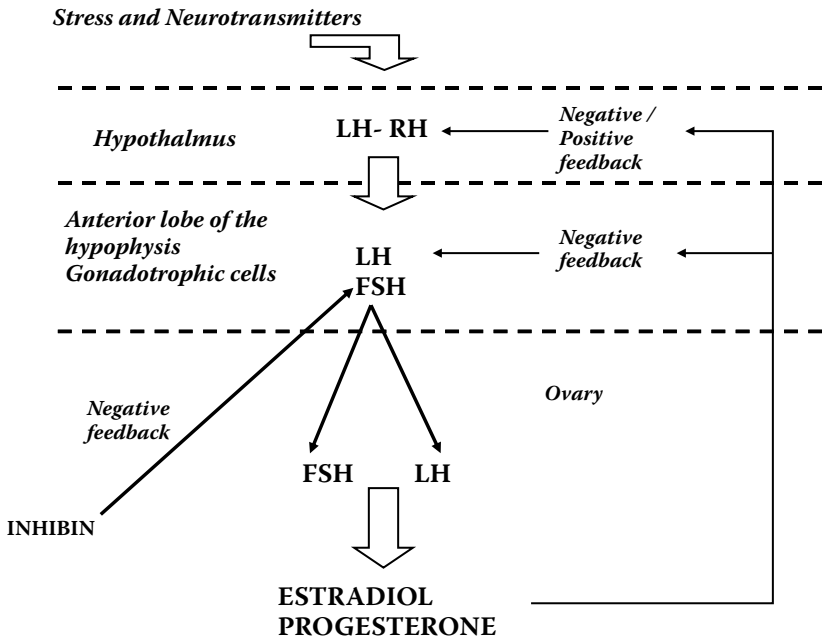 Stress and Neurotransmitters
Hypothalmus
LH- RH
Negative /
Positive
feedback
Anterior lobe of the
hypophysis
Gonadotrophic cells
LH
FSH
Negative
feedback
Ovary
Negative
feedback
FSH
LH
INHIBIN
ESTRADIOL
PROGESTERONE